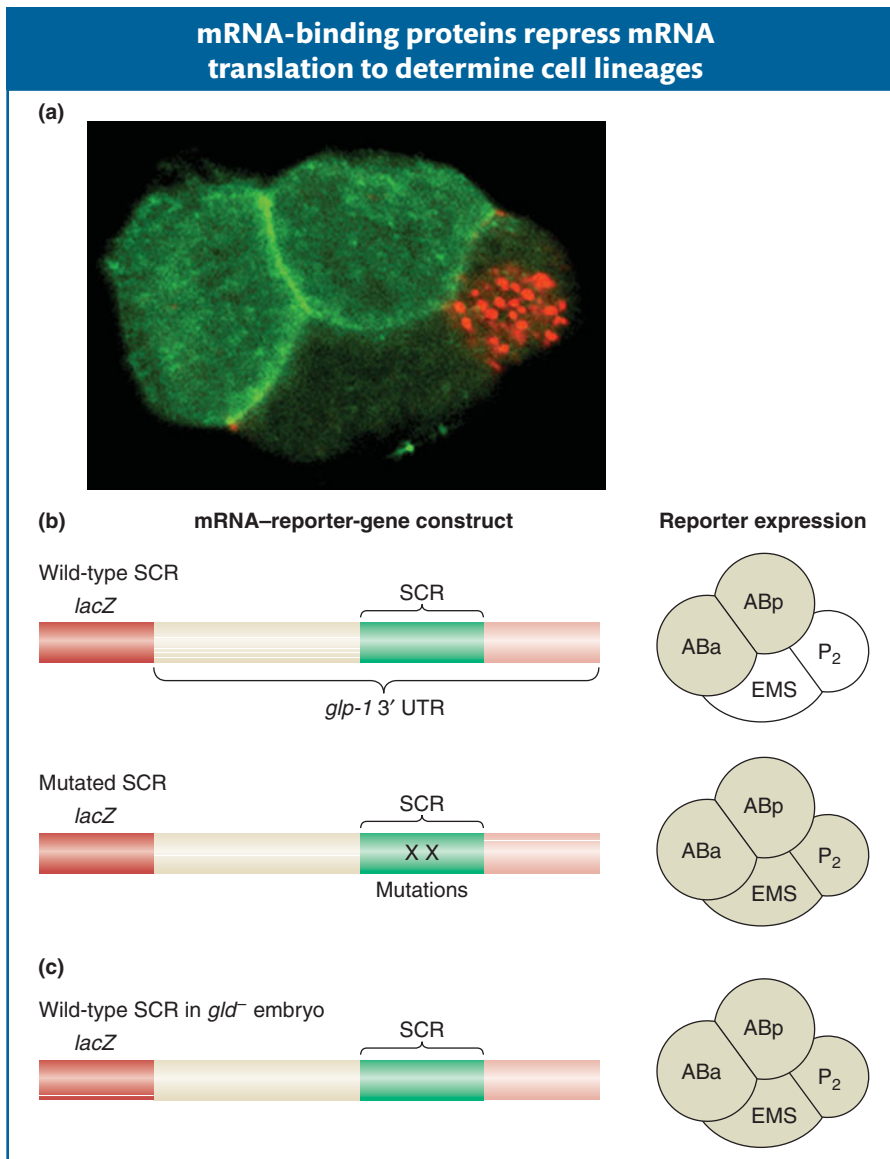 mRNA-binding proteins repress mRNA
translation to determine cell lineages
(a)
(b) mRNA–reporter-gene construct Reporter expression
Wild-type SCR
lacZ
SCR
glp-1 3′ UTR
ABp
ABa
P2
EMS
Mutated SCR
lacZ
SCR
X X
Mutations
ABp
ABa
P2
EMS
(c)
Wild-type SCR in gld– embryo
lacZ
SCR
ABp
ABa
P2
EMS